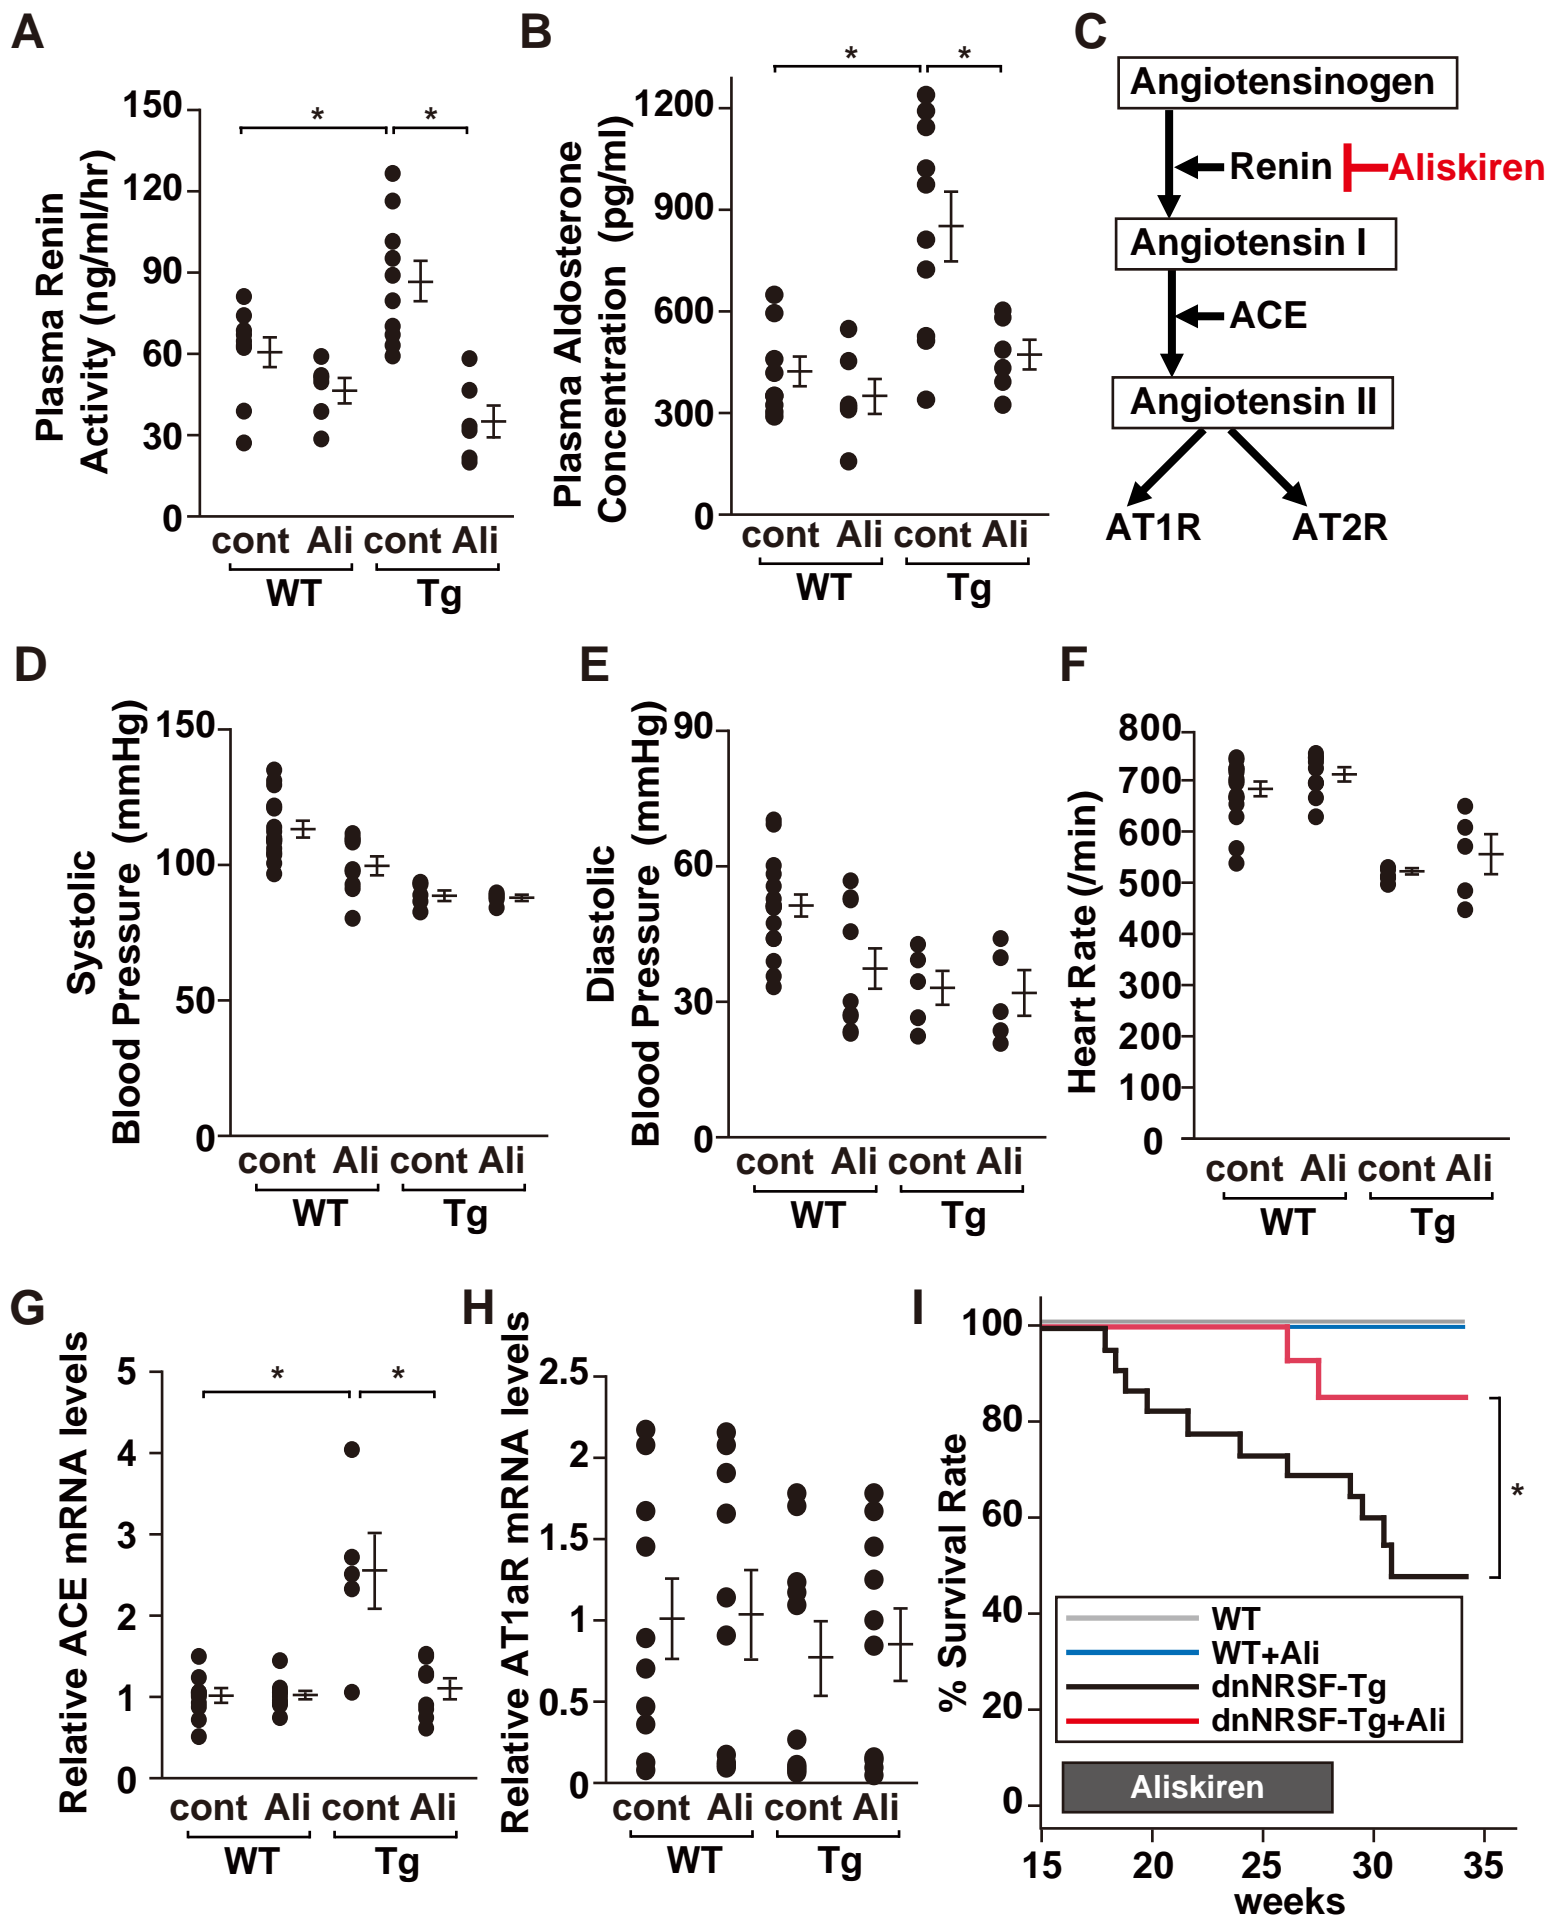 A
Plasma Renin
Activity (ng/ml/hr)
150
120
90
60
30
0
*
*
cont Ali cont Ali
WT Tg
B
Plasma Aldosterone
Concentration (pg/ml)
1200
900
600
300
0
*
*
cont Ali cont Ali
WT Tg
C
Angiotensinogen
Renin
Aliskiren
Angiotensin I
ACE
Angiotensin II
AT1R AT2R
D
Systolic
Blood Pressure (mmHg)
150
100
50
0
cont Ali cont Ali
WT Tg
E
Diastolic
Blood Pressure (mmHg)
90
60
30
0
cont Ali cont Ali
WT Tg
F
Heart Rate (/min)
800
700
600
500
400
300
200
100
0
cont Ali cont Ali
WT Tg
G
Relative ACE mRNA levels
5
4
3
2
1
0
*
*
cont Ali cont Ali
WT Tg
H
Relative AT1aR mRNA levels
2.5
2
1.5
1
0.5
0
cont Ali cont Ali
WT Tg
I
% Survival Rate
100
80
60
40
20
0
*
WT
WT+Ali
dnNRSF-Tg
dnNRSF-Tg+Ali
Aliskiren
15 20 25 30 35
weeks